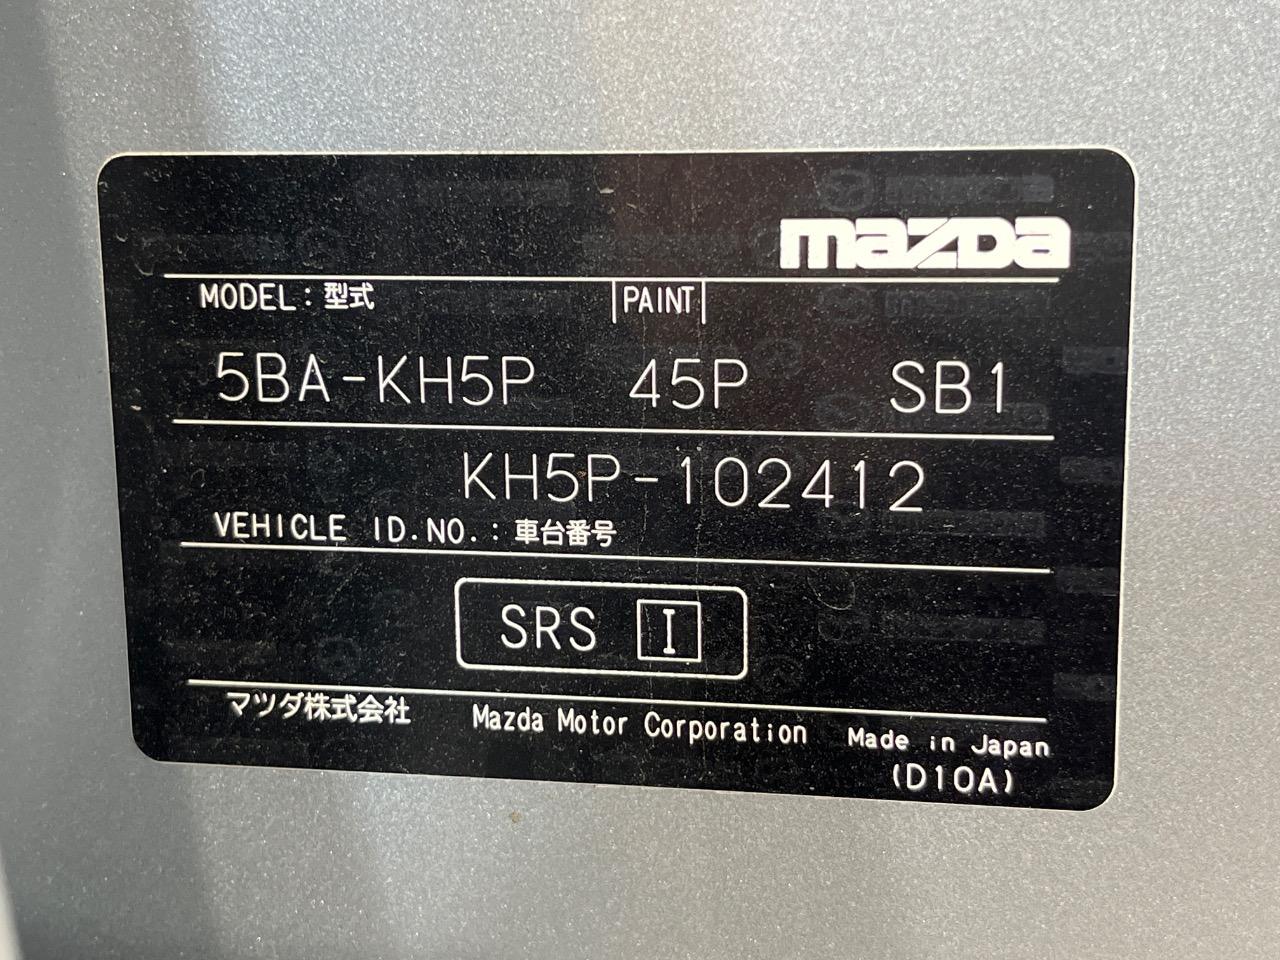 mazda
MODEL：型式 PAINT
5BA-KH5P 45P SB1
KH5P-102412
VEHICLE ID.NO.：車台番号
SRS I
マツダ株式会社 Mazda Motor Corporation Made in Japan
(D10A)